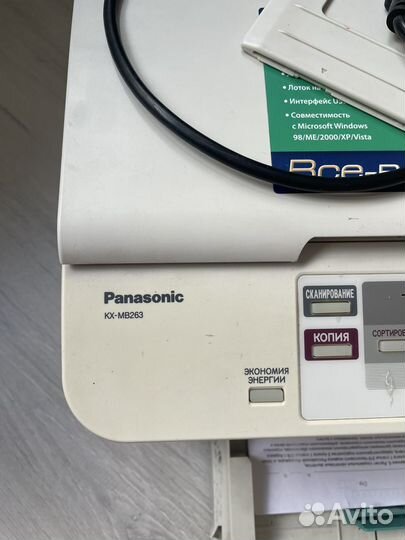 • Лоток на
• Интерфейс US
• Совместимость
с Microsoft Windows
98/ME/2000/XP/Vista
Все-в
Panasonic
KX-MB263
СКАНИРОВАНИЕ
КОПИЯ
СОРТИРОВ
ЭКОНОМИЯ
ЭНЕРГИИ
Avito